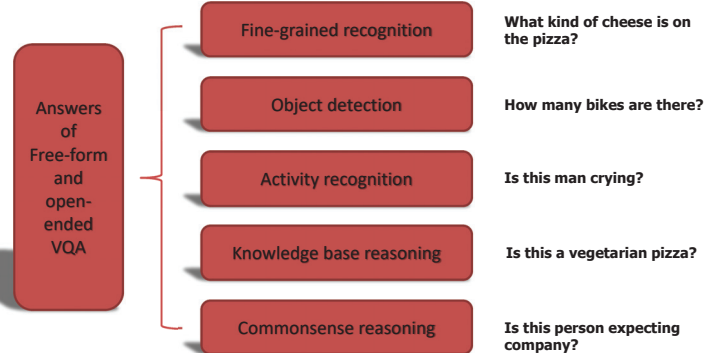 Answers
of
Free-form
and
open-
ended
VQA
Fine-grained recognition
What kind of cheese is on
the pizza?
Object detection
How many bikes are there?
Activity recognition
Is this man crying?
Knowledge base reasoning
Is this a vegetarian pizza?
Commonsense reasoning
Is this person expecting
company?